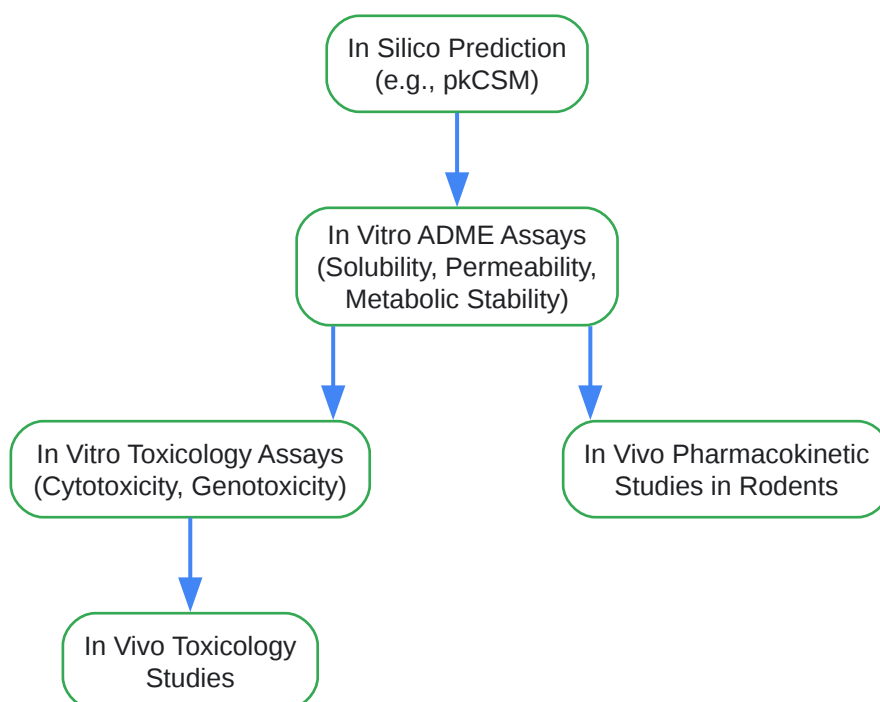 In Silico Prediction
(e.g., pkCSM)
In Vitro ADME Assays
(Solubility, Permeability,
Metabolic Stability)
In Vitro Toxicology Assays
(Cytotoxicity, Genotoxicity)
In Vivo Pharmacokinetic
Studies in Rodents
In Vivo Toxicology
Studies